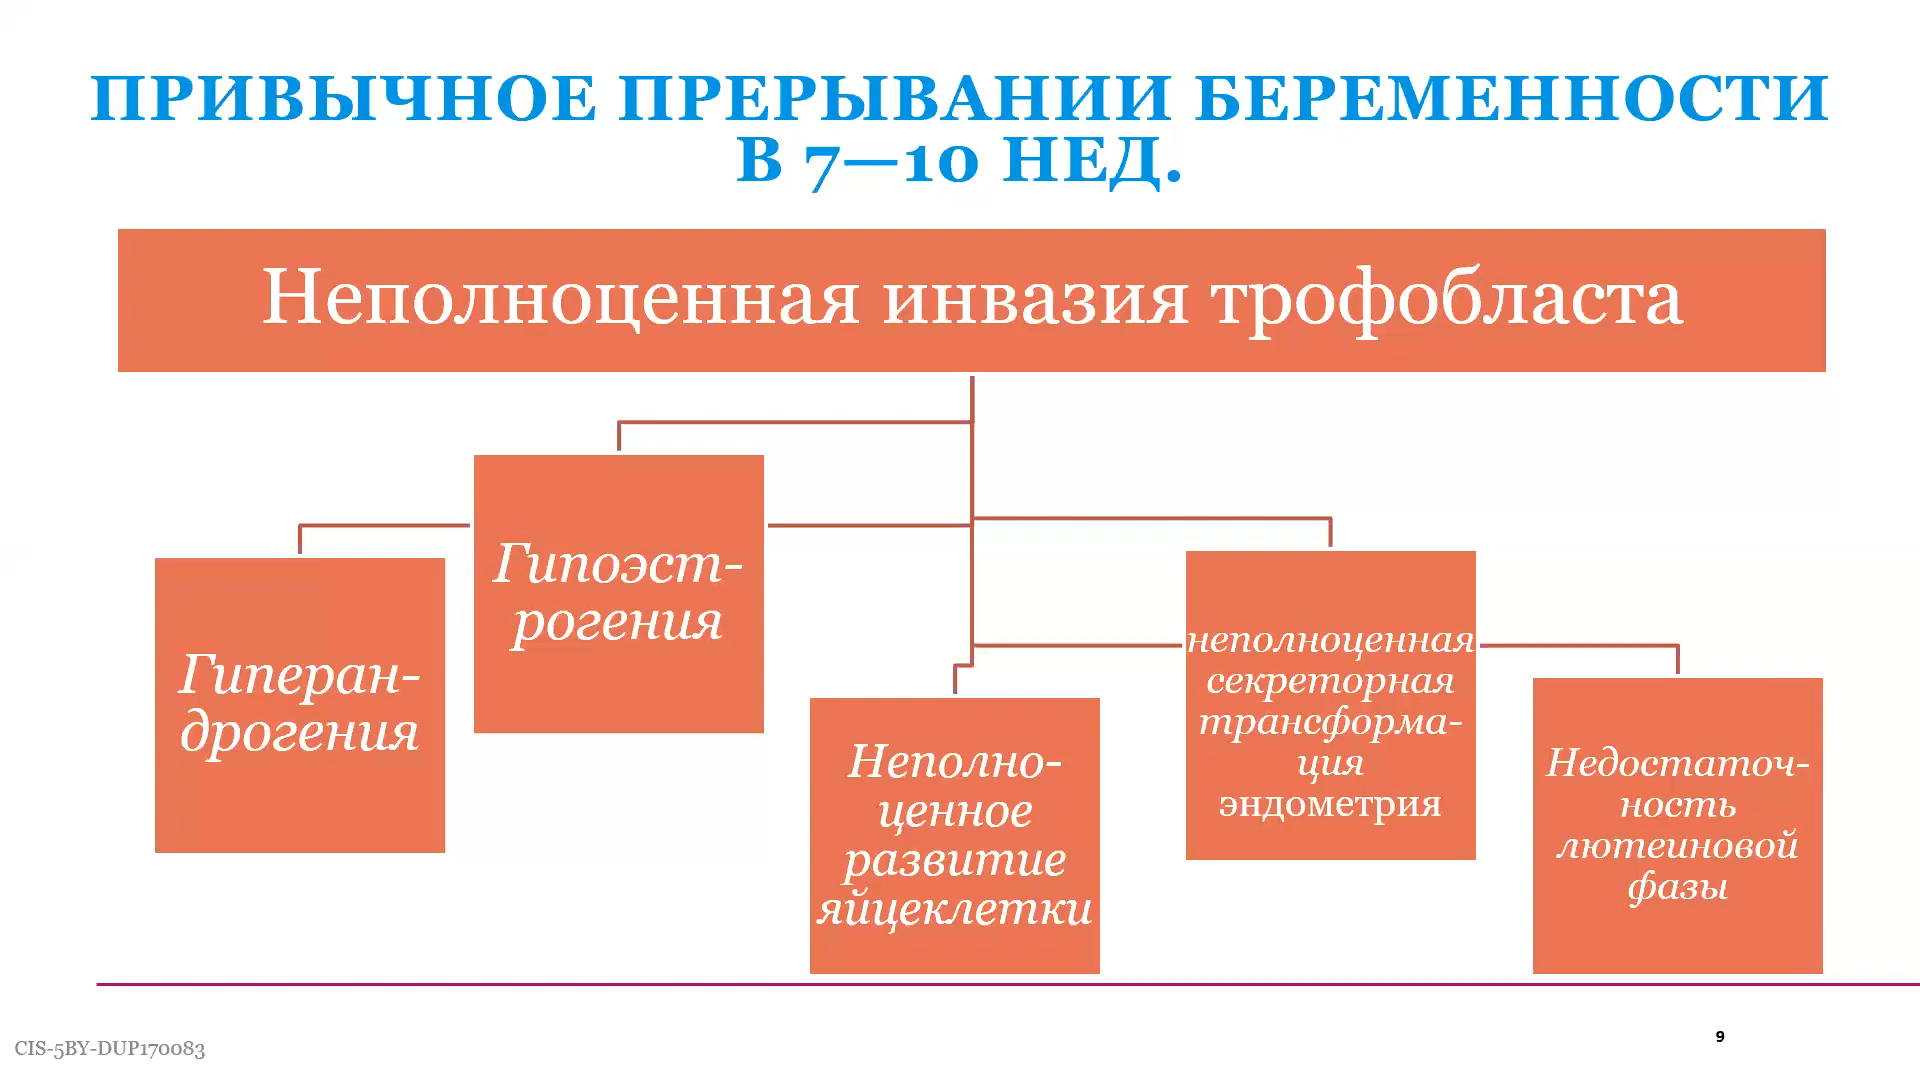 ПРИВЫЧНОЕ ПРЕРЫВАНИИ БЕРЕМЕННОСТИ
В 7—10 НЕД.
Неполноценная инвазия трофобласта
Гиперан-
дрогения
Гипоэст-
рогения
Неполно-
ценное
развитие
яйцеклетки
неполноценная
секреторная
трансформа-
ция
эндометрия
Недостаточ-
ность
лютеиновой
фазы
CIS-5BY-DUP170083
9